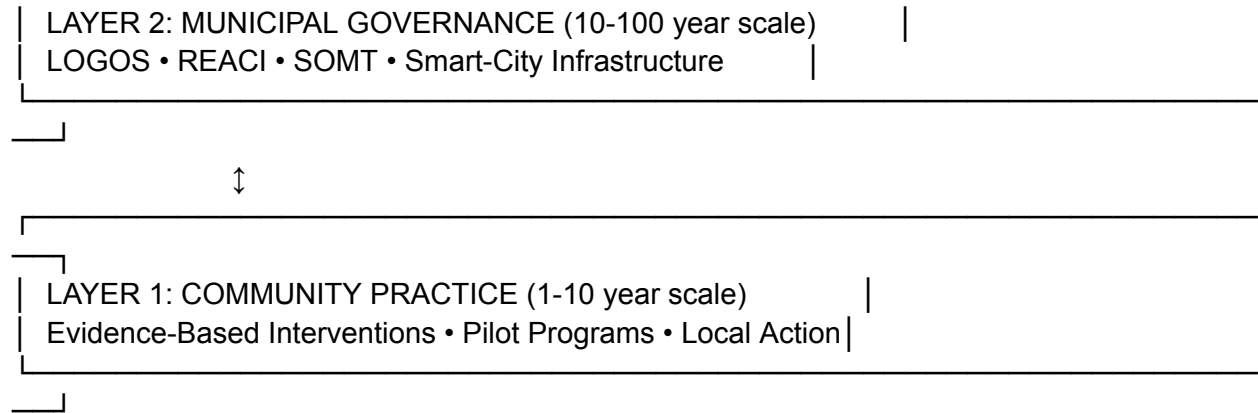 LAYER 2: MUNICIPAL GOVERNANCE (10-100 year scale)
LOGOS • REACI • SOMT • Smart-City Infrastructure
↕
LAYER 1: COMMUNITY PRACTICE (1-10 year scale)
Evidence-Based Interventions • Pilot Programs • Local Action